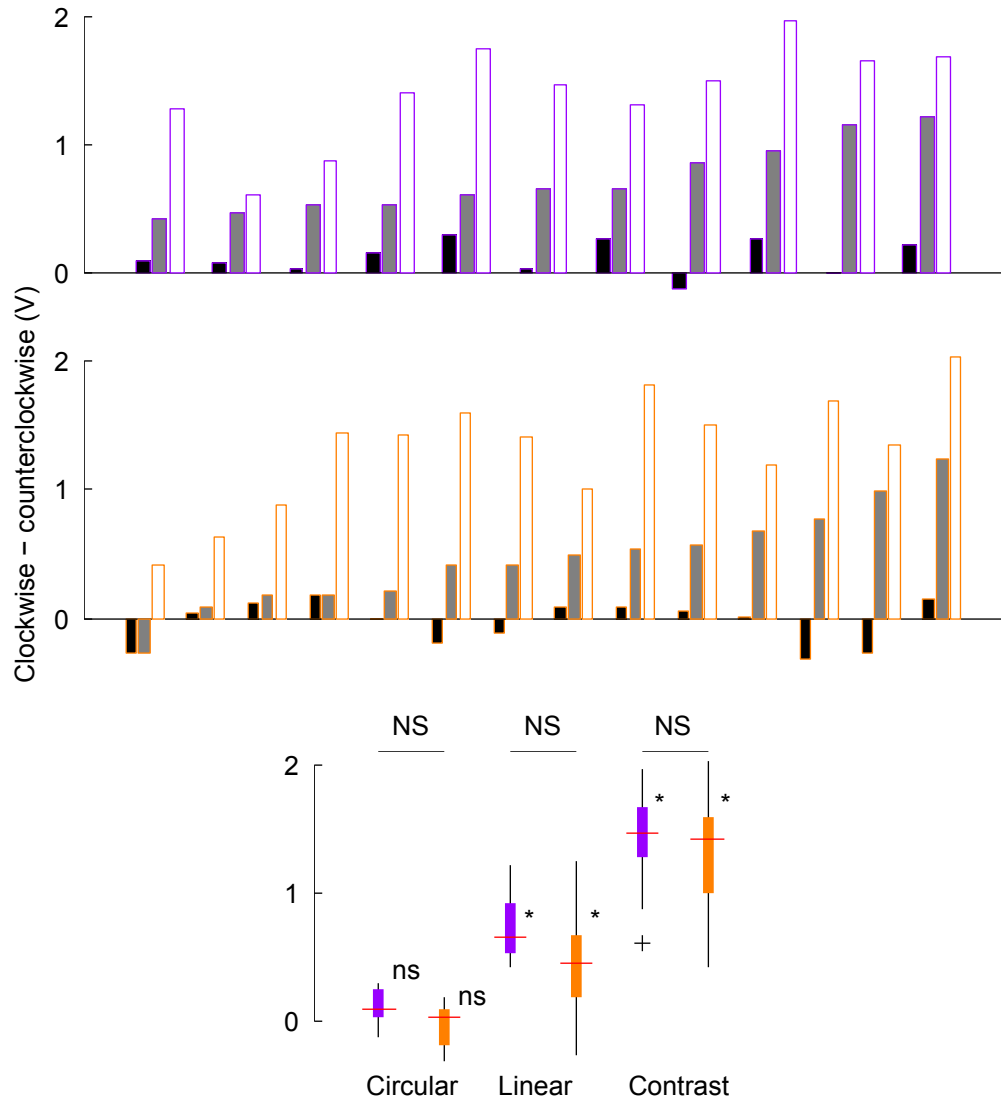 Clockwise − counterclockwise (V)
2
1
0
2
1
0
NS NS NS
2
1
0
ns
ns
*
*
*
*
Circular Linear Contrast